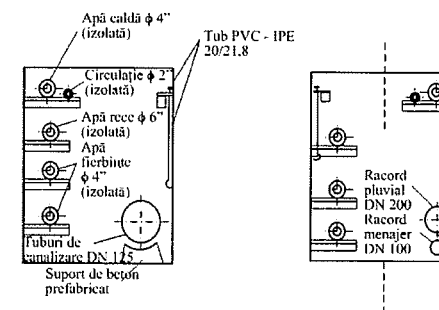 Apă caldă ϕ 4”
(izolată)
Tub PVC - IPE
20/21,8
Circulație ϕ 2”
(izolată)
Apă rece ϕ 6”
(izolată)
Apă
fierbinte
ϕ 4”
(izolată)
Tuburi de
canalizare DN 125
Suport de beton
prefabricat
Racord
pluvial
DN 200
Racord
menajer
DN 100